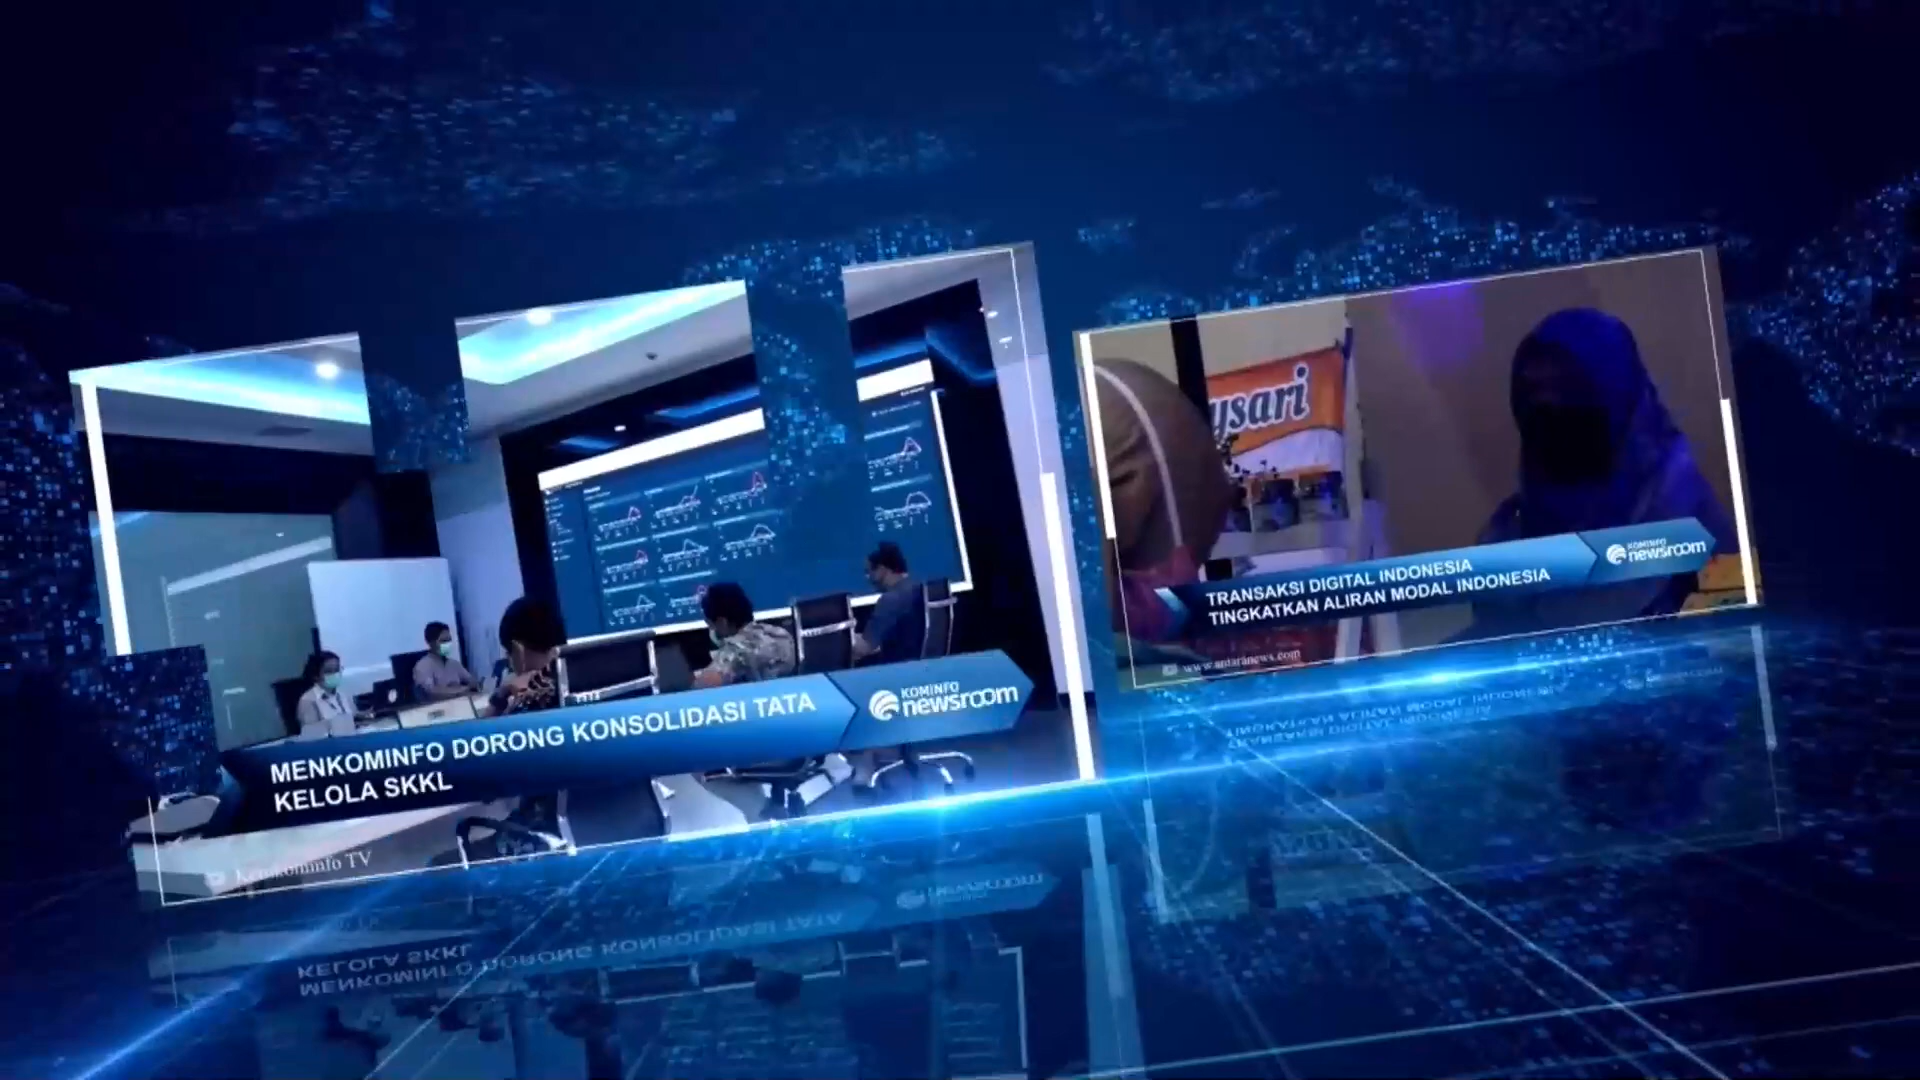 MENKOMINFO DORONG KONSOLIDASI TATA
KELOLA SKKL
KOMINFO
newsroom
Kemkominfo TV
ysari
TRANSAKSI DIGITAL INDONESIA
TINGKATKAN ALIRAN MODAL INDONESIA
KOMINFO
newsroom
www.antaranews.com